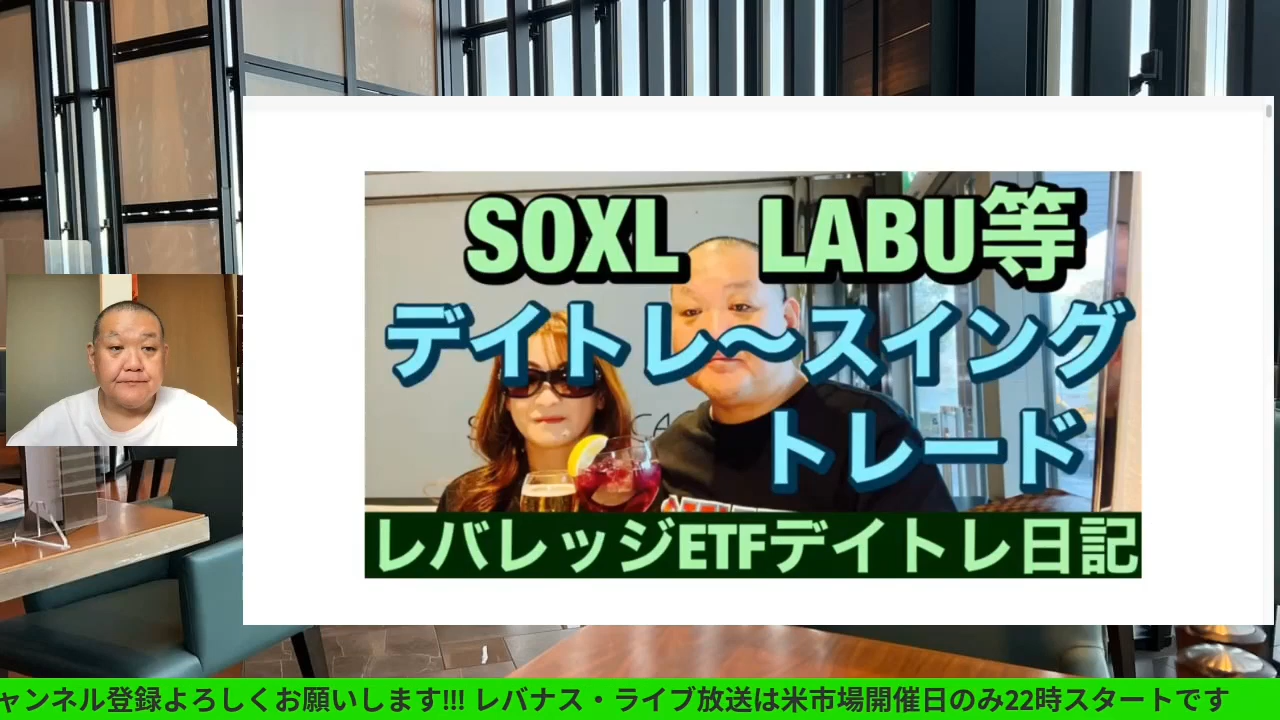 SOXL LABU等
デイトレ〜スイング
トレード
レバレッジETFデイトレ日記
ャンネル登録よろしくお願いします!!! レバナス・ライブ放送は米市場開催日のみ22時スタートです